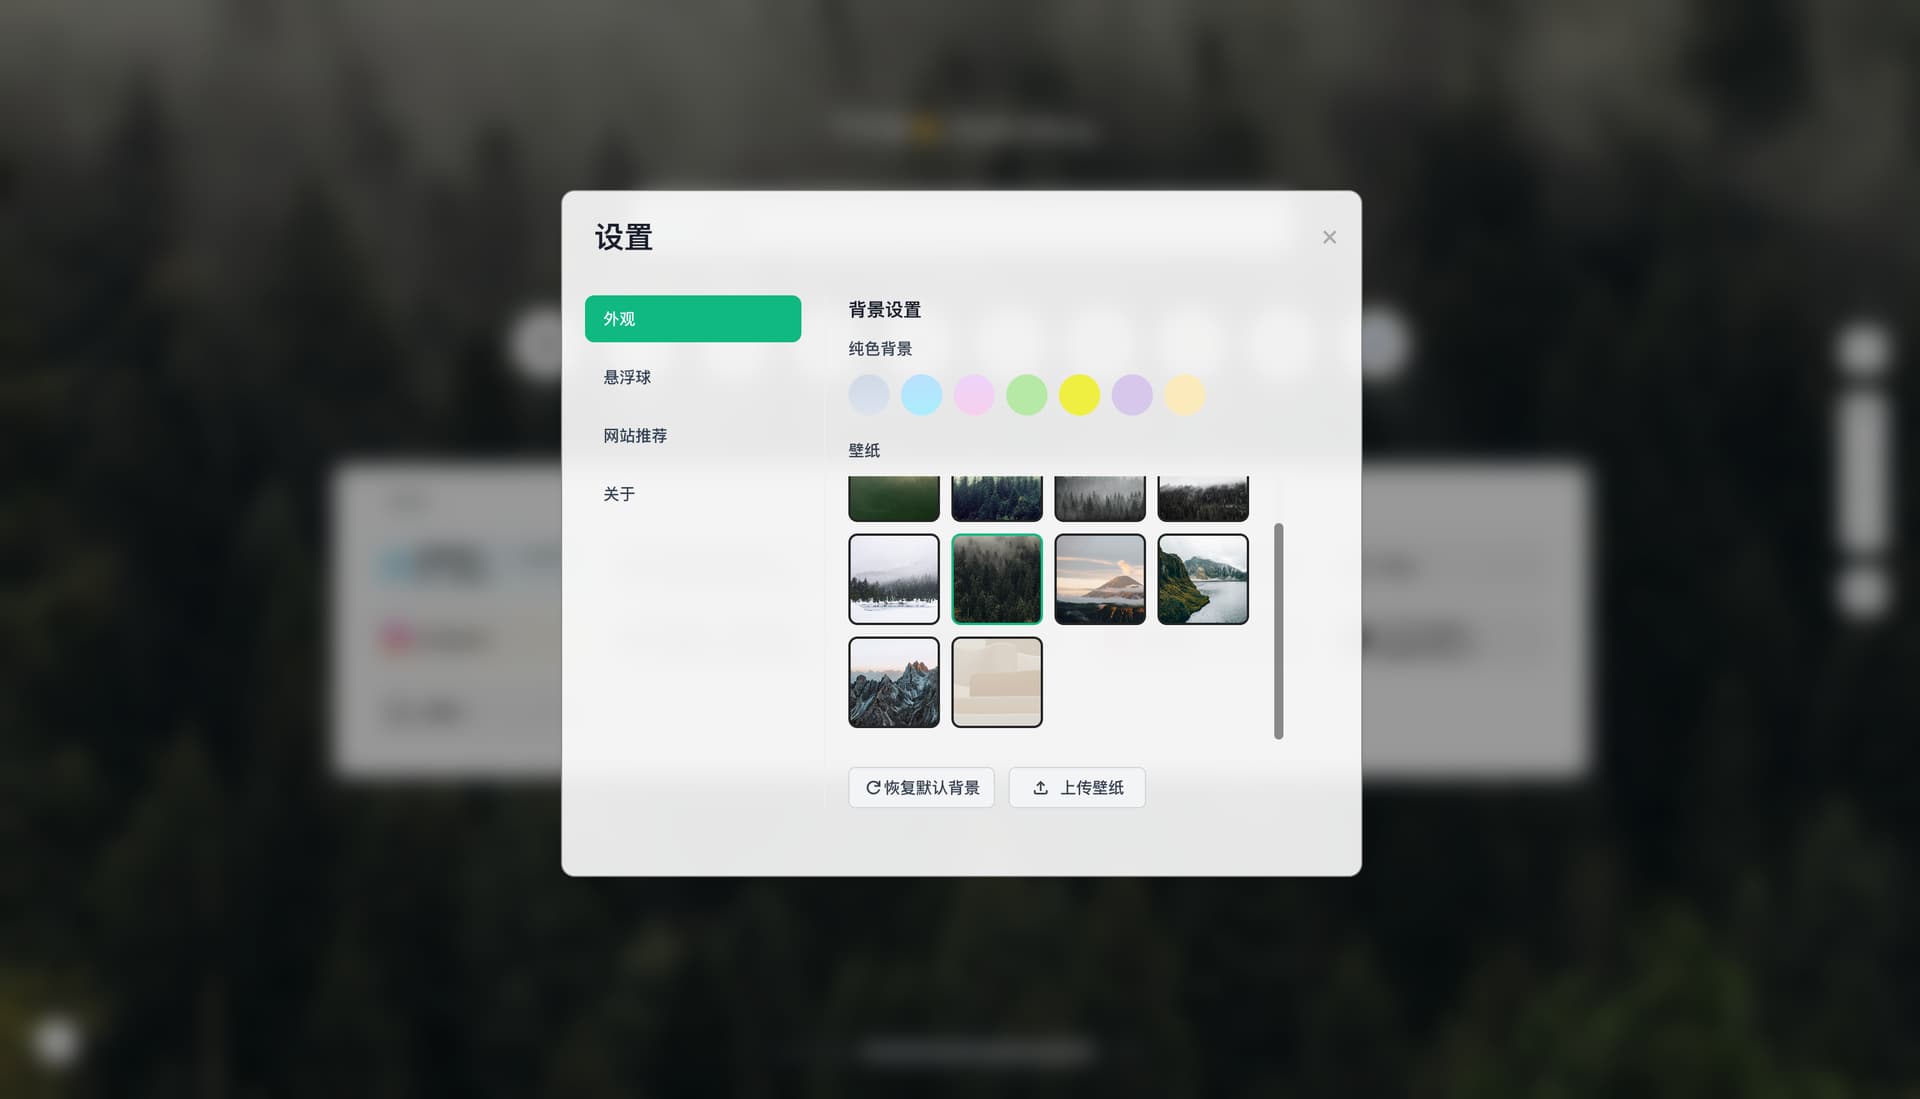 设置
外观
悬浮球
网站推荐
关于
背景设置
纯色背景
壁纸
恢复默认背景
上传壁纸